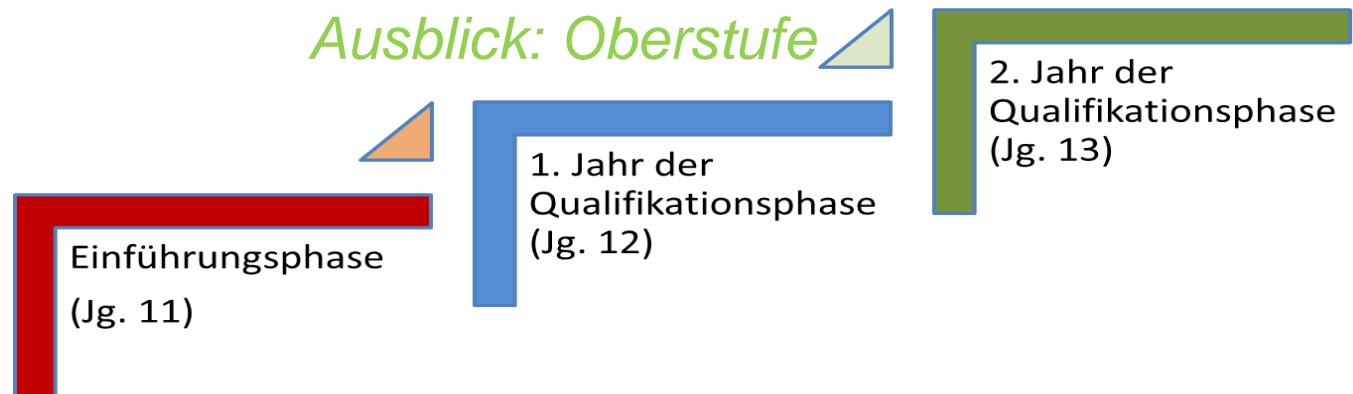 Ausblick: Oberstufe
Einführungsphase
(Jg. 11)
1. Jahr der
Qualifikationsphase
(Jg. 12)
2. Jahr der
Qualifikationsphase
(Jg. 13)